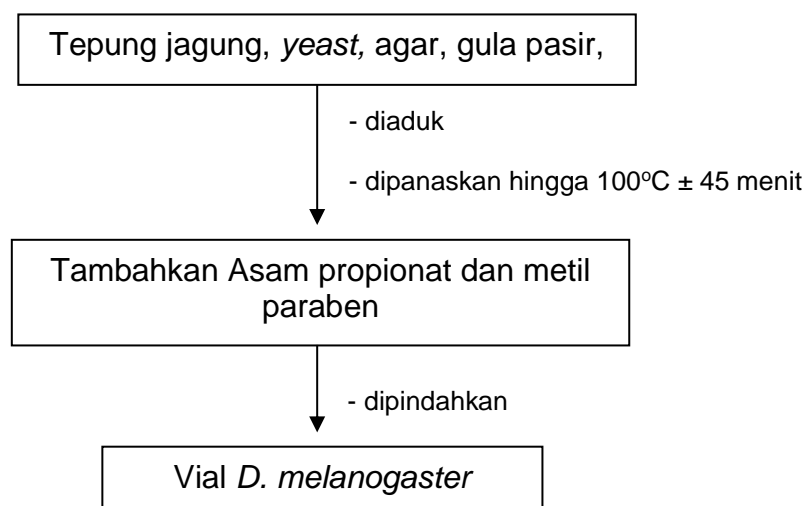 Tepung jagung, yeast, agar, gula pasir,
- diaduk
- dipanaskan hingga 100°C ± 45 menit
Tambahkan Asam propionat dan metil
paraben
- dipindahkan
Vial D. melanogaster